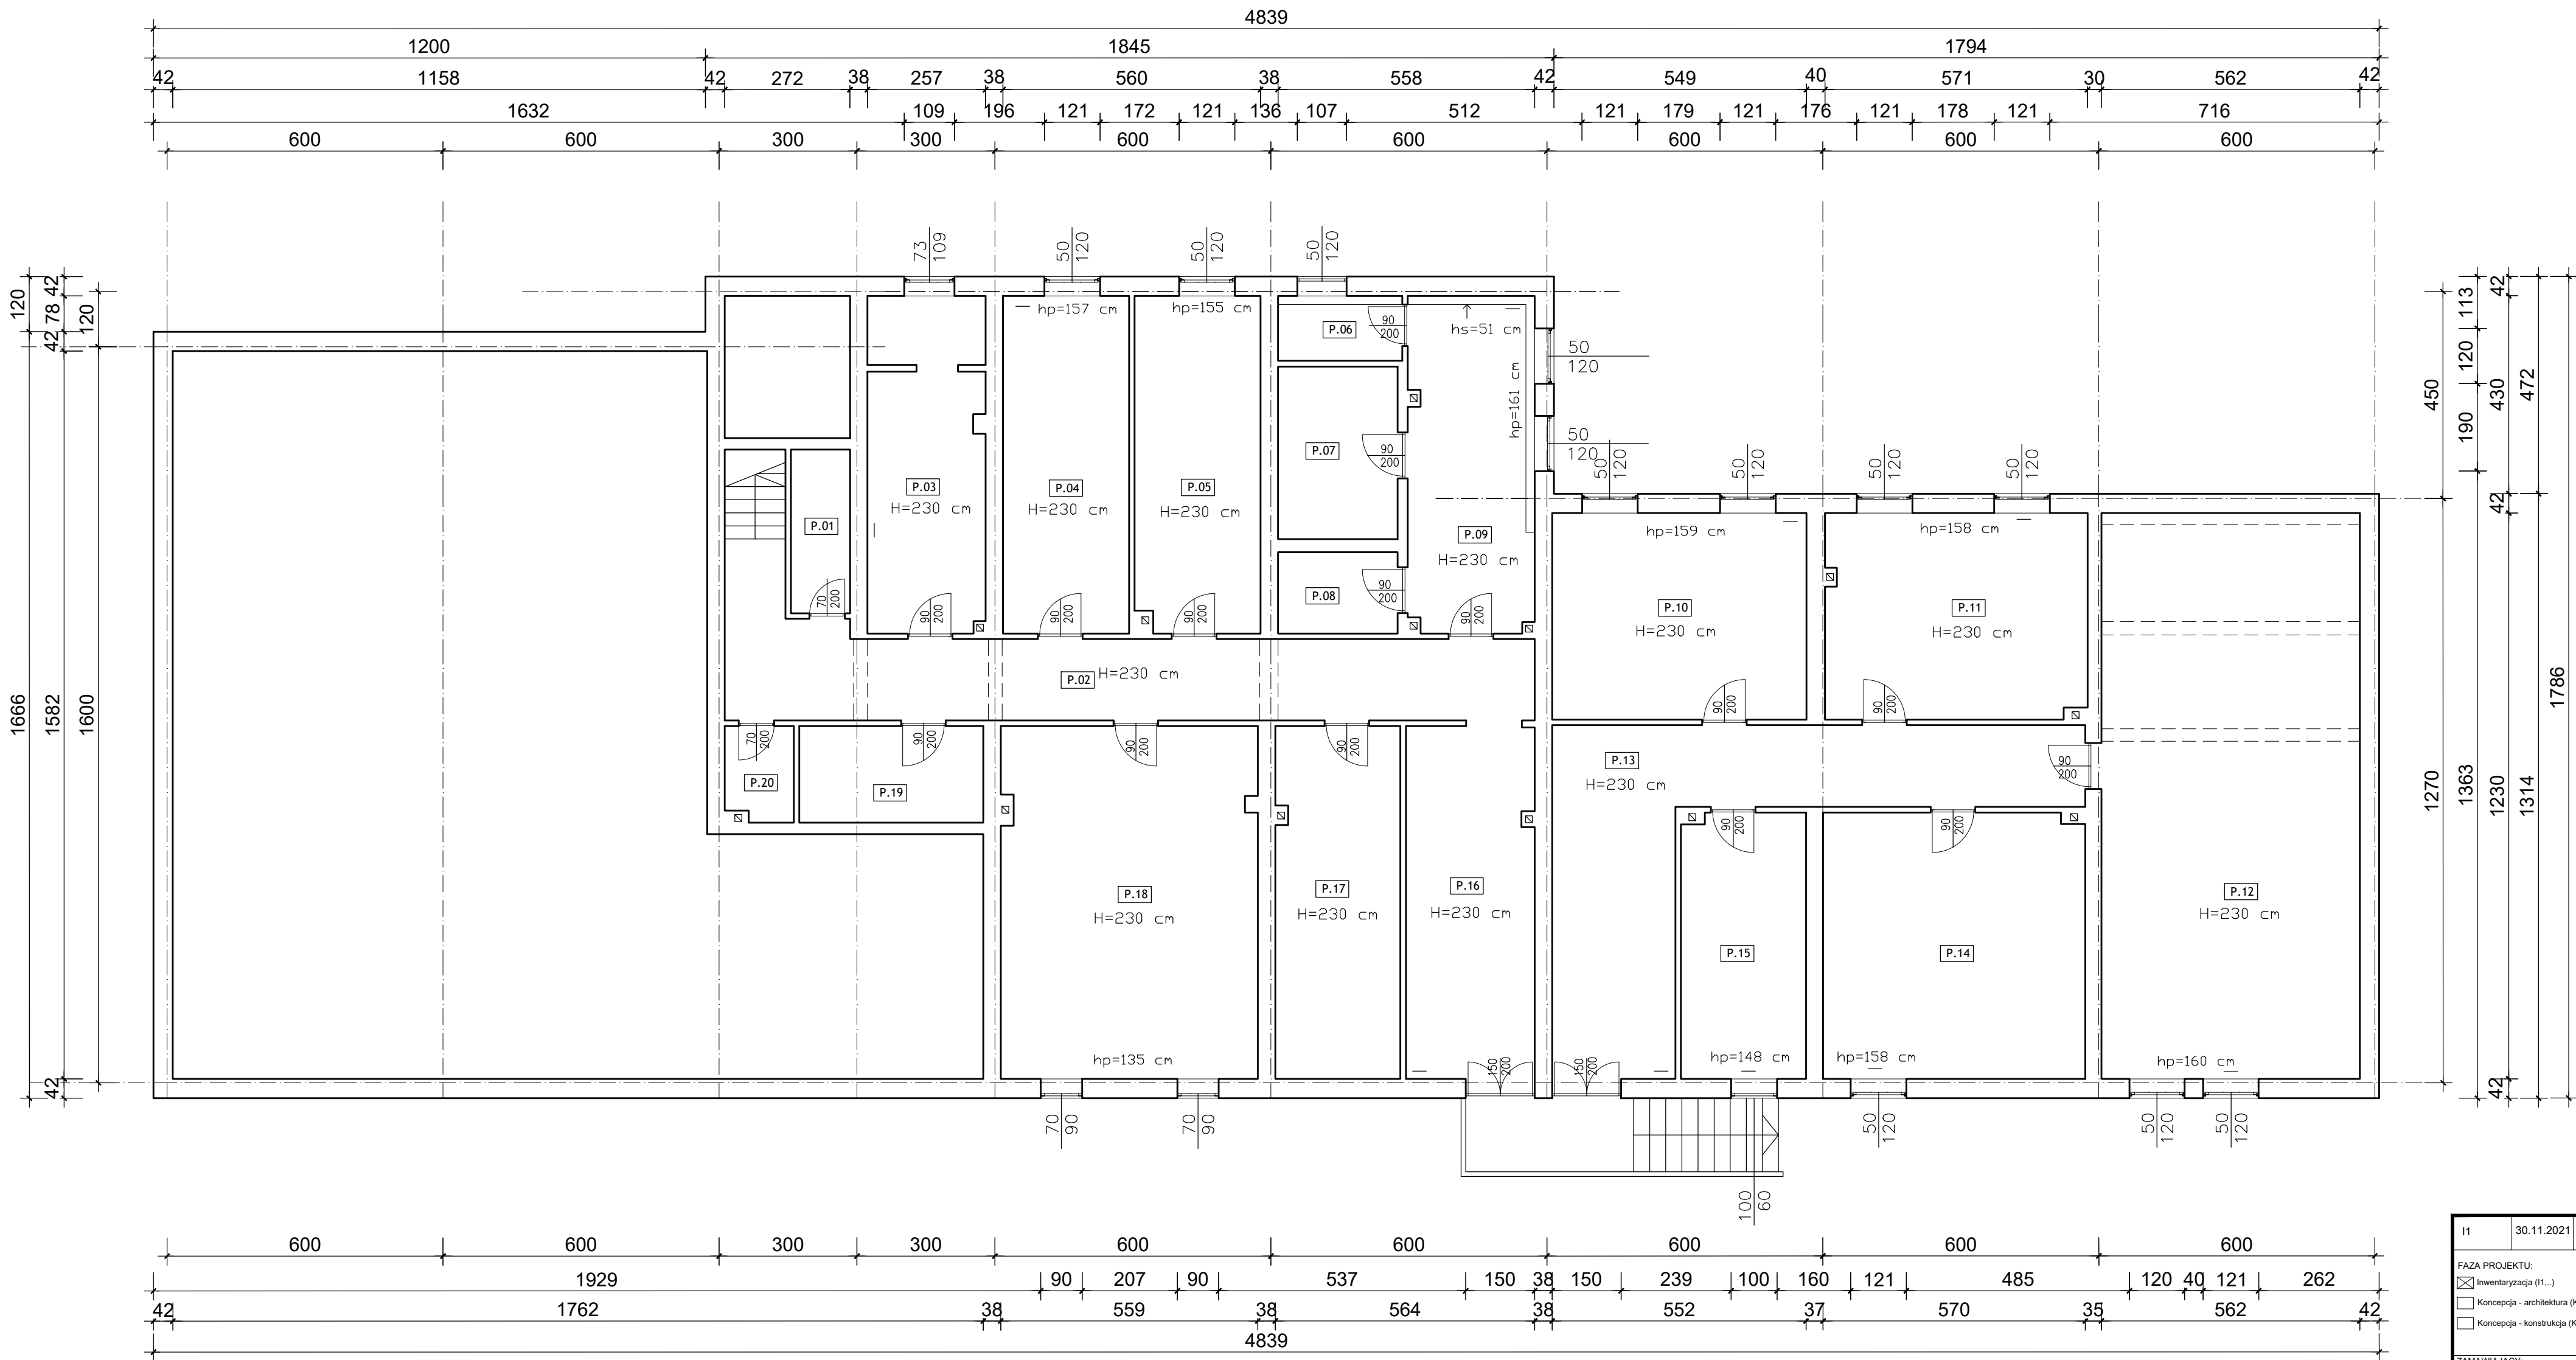 4839
1200 1845 1794
42 1158 42 272 38 257 38 560 38 558 42 549 40 571 30 562 42
1632 109 196 121 172 121 136 107 512 121 179 121 176 121 178 121 716
600 600 300 300 600 600 600 600 600
73
109
50
120
50
120
50
120
hp=157 cm
hp=155 cm
P.06
90
200
hs=51 cm
hp=161 cm
50
120
50
120
50
120
50
120
50
120
50
120
P.07
90
200
P.03
H=230 cm
P.04
H=230 cm
P.05
H=230 cm
P.01
70
200
P.09
H=230 cm
hp=159 cm
hp=158 cm
P.08
90
200
90
200
90
200
90
200
90
200
P.10
H=230 cm
P.11
H=230 cm
P.02
H=230 cm
90
200
90
200
70
200
90
200
90
200
90
200
P.20
P.19
P.13
H=230 cm
90
200
90
200
90
200
P.18
H=230 cm
P.17
H=230 cm
P.16
H=230 cm
P.15
P.14
P.12
H=230 cm
hp=135 cm
hp=148 cm
hp=158 cm
hp=160 cm
150
200
150
200
70
90
70
90
50
120
50
120
50
120
100
60
120
1666
42
78
42
1582
42
120
1600
450
1270
113
120
190
1363
42
430
42
1230
42
472
1314
1786
600 600 300 300 600 600 600 600 600
1929 90 207 90 537 150 38 150 239 100 160 121 485 120 40 121 262
42 1762 38 559 38 564 38 552 37 570 35 562 42
4839
I1 30.11.2021
FAZA PROJEKTU:
Inwentaryzacja (I1,..)
Koncepcja - architektura (K
Koncepcja - konstrukcja (K